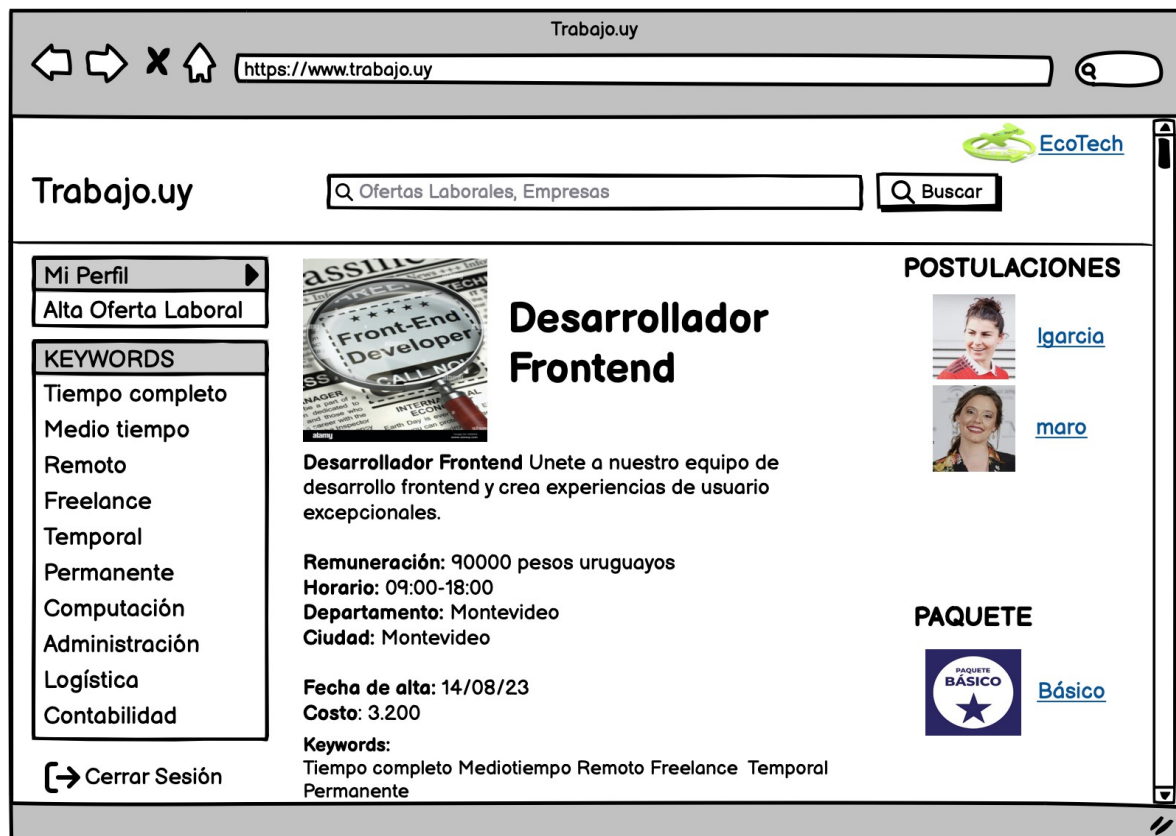 Trabajo.uy
https://www.trabajo.uy
EcoTech
Trabajo.uy
Ofertas Laborales, Empresas
Buscar
Mi Perfil
Alta Oferta Laboral
KEYWORDS
Tiempo completo
Medio tiempo
Remoto
Freelance
Temporal
Permanente
Computación
Administración
Logística
Contabilidad
Cerrar Sesión
Front-End
Developer
CALL NOW
alamy
Desarrollador
Frontend
Desarrollador Frontend Unete a nuestro equipo de
desarrollo frontend y crea experiencias de usuario
excepcionales.
Remuneración: 90000 pesos uruguayos
Horario: 09:00-18:00
Departamento: Montevideo
Ciudad: Montevideo
Fecha de alta: 14/08/23
Costo: 3.200
Keywords:
Tiempo completo Mediotiempo Remoto Freelance Temporal
Permanente
POSTULACIONES
lgarcia
maro
PAQUETE
PAQUETE
BÁSICO
Básico